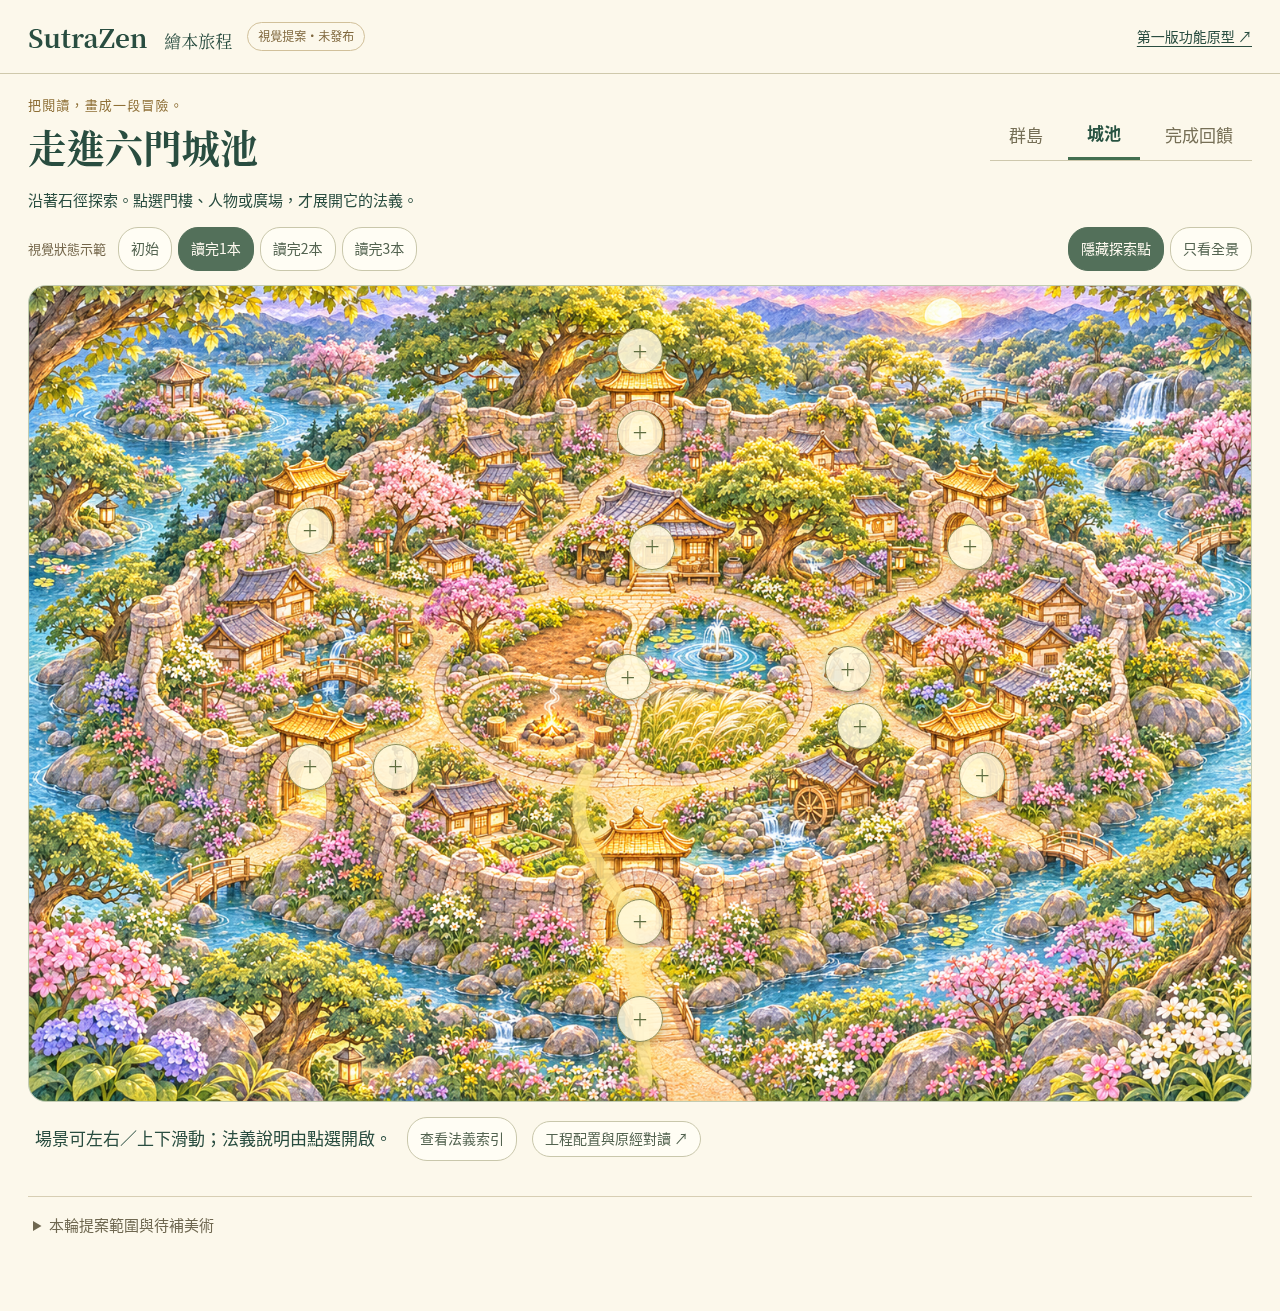 SutraZen 繪本旅程 視覺提案・未發布 第一版功能原型 ↗
把閱讀，畫成一段冒險。
走進六門城池
群島 城池 完成回饋
沿著石徑探索。點選門樓、人物或廣場，才展開它的法義。
視覺狀態示範 初始 讀完1本 讀完2本 讀完3本 隱藏探索點 只看全景
場景可左右／上下滑動；法義說明由點選開啟。 查看法義索引 工程配置與原經對讀 ↗
▶ 本輪提案範圍與待補美術